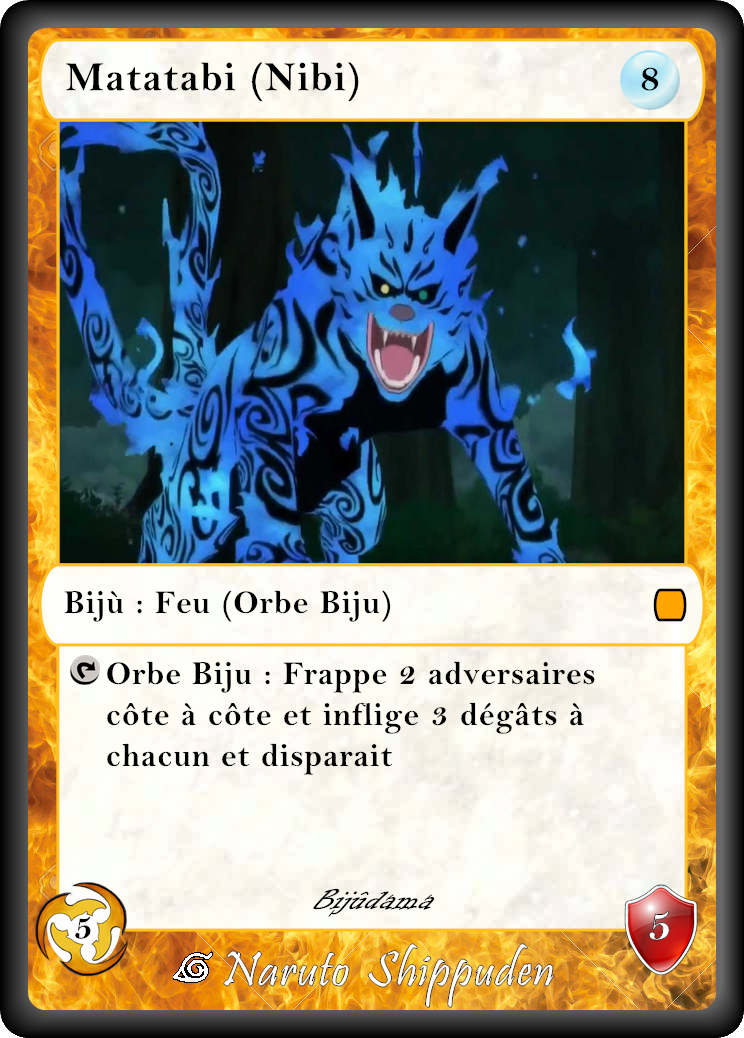 Matatabi (Nibi)
8
Bijù : Feu (Orbe Biju)
Orbe Biju : Frappe 2 adversaires
côte à côte et inflige 3 dégâts à
chacun et disparait
Bijûdama
5
5
Naruto Shippuden